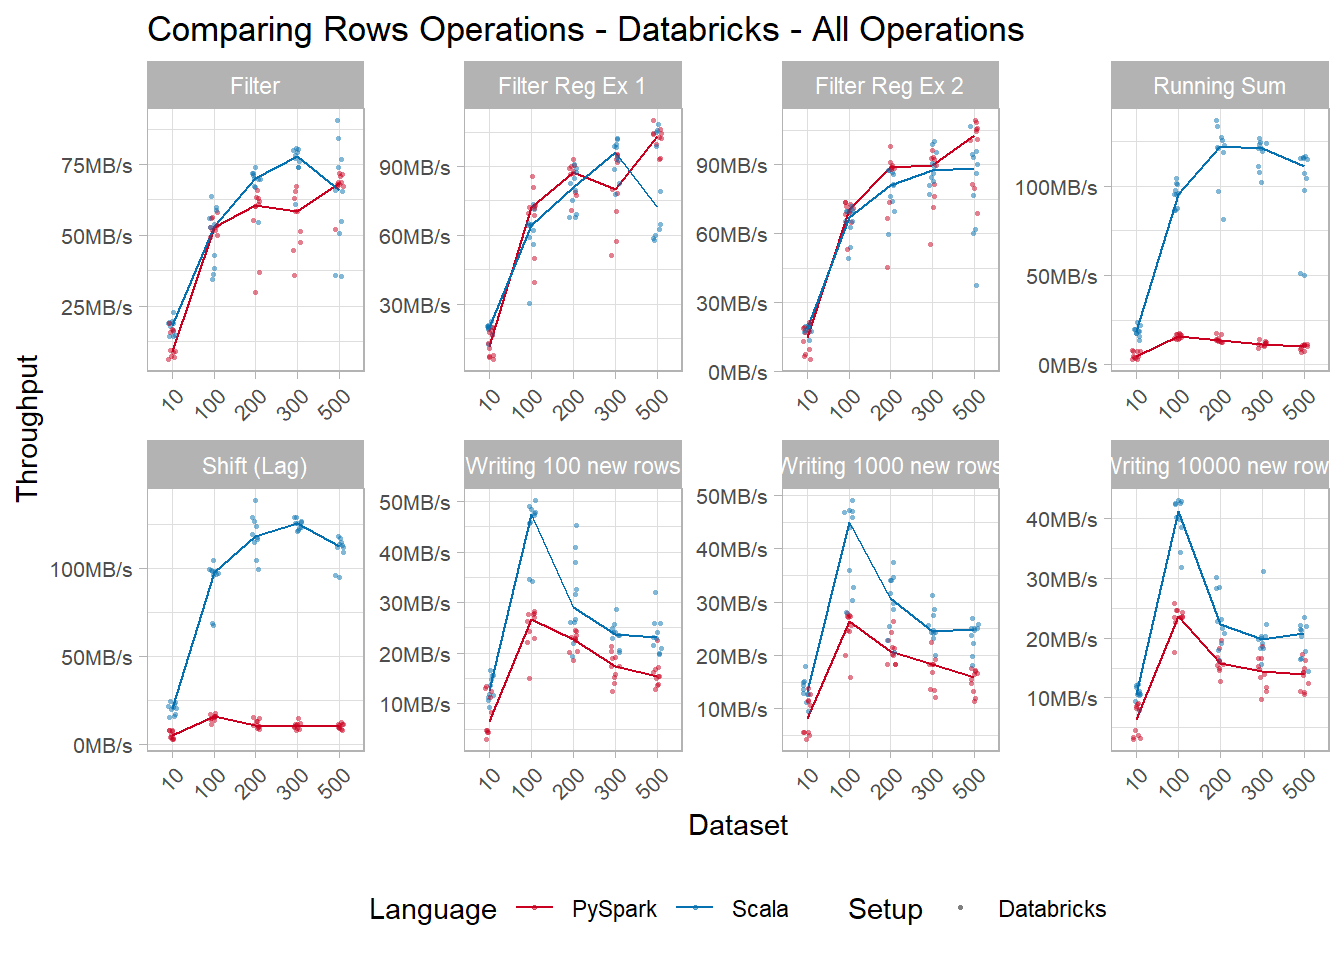 Comparing Rows Operations - Databricks - All Operations
Filter
Filter Reg Ex 1
Filter Reg Ex 2
Running Sum
75MB/s
50MB/s
25MB/s
90MB/s
60MB/s
30MB/s
90MB/s
60MB/s
30MB/s
0MB/s
100MB/s
50MB/s
0MB/s
10 100 200 300 500
10 100 200 300 500
10 100 200 300 500
10 100 200 300 500
Throughput
Shift (Lag)
Writing 100 new rows
Writing 1000 new rows
Writing 10000 new row
100MB/s
50MB/s
0MB/s
50MB/s
40MB/s
30MB/s
20MB/s
10MB/s
50MB/s
40MB/s
30MB/s
20MB/s
10MB/s
40MB/s
30MB/s
20MB/s
10MB/s
10 100 200 300 500
10 100 200 300 500
10 100 200 300 500
10 100 200 300 500
Dataset
Language PySpark Scala Setup Databricks